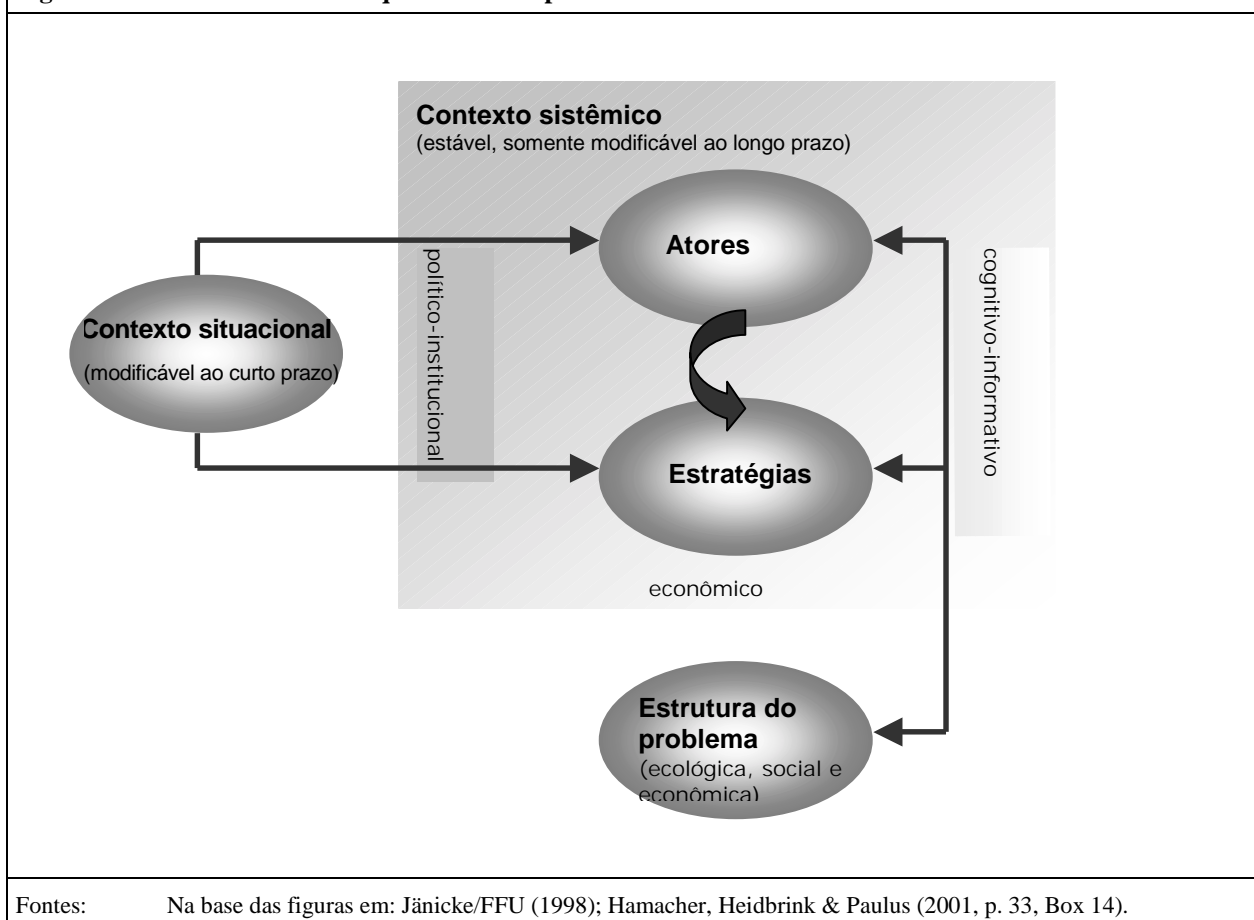 Contexto sistêmico
(estável, somente modificável ao longo prazo)
Atores
político-institucional
cognitivo-informativo
Contexto situacional
(modificável ao curto prazo)
Estratégias
econômico
Estrutura do
problema
(ecológica, social e
econômica)
Fontes: Na base das figuras em: Jänicke/FFU (1998); Hamacher, Heidbrink & Paulus (2001, p. 33, Box 14).